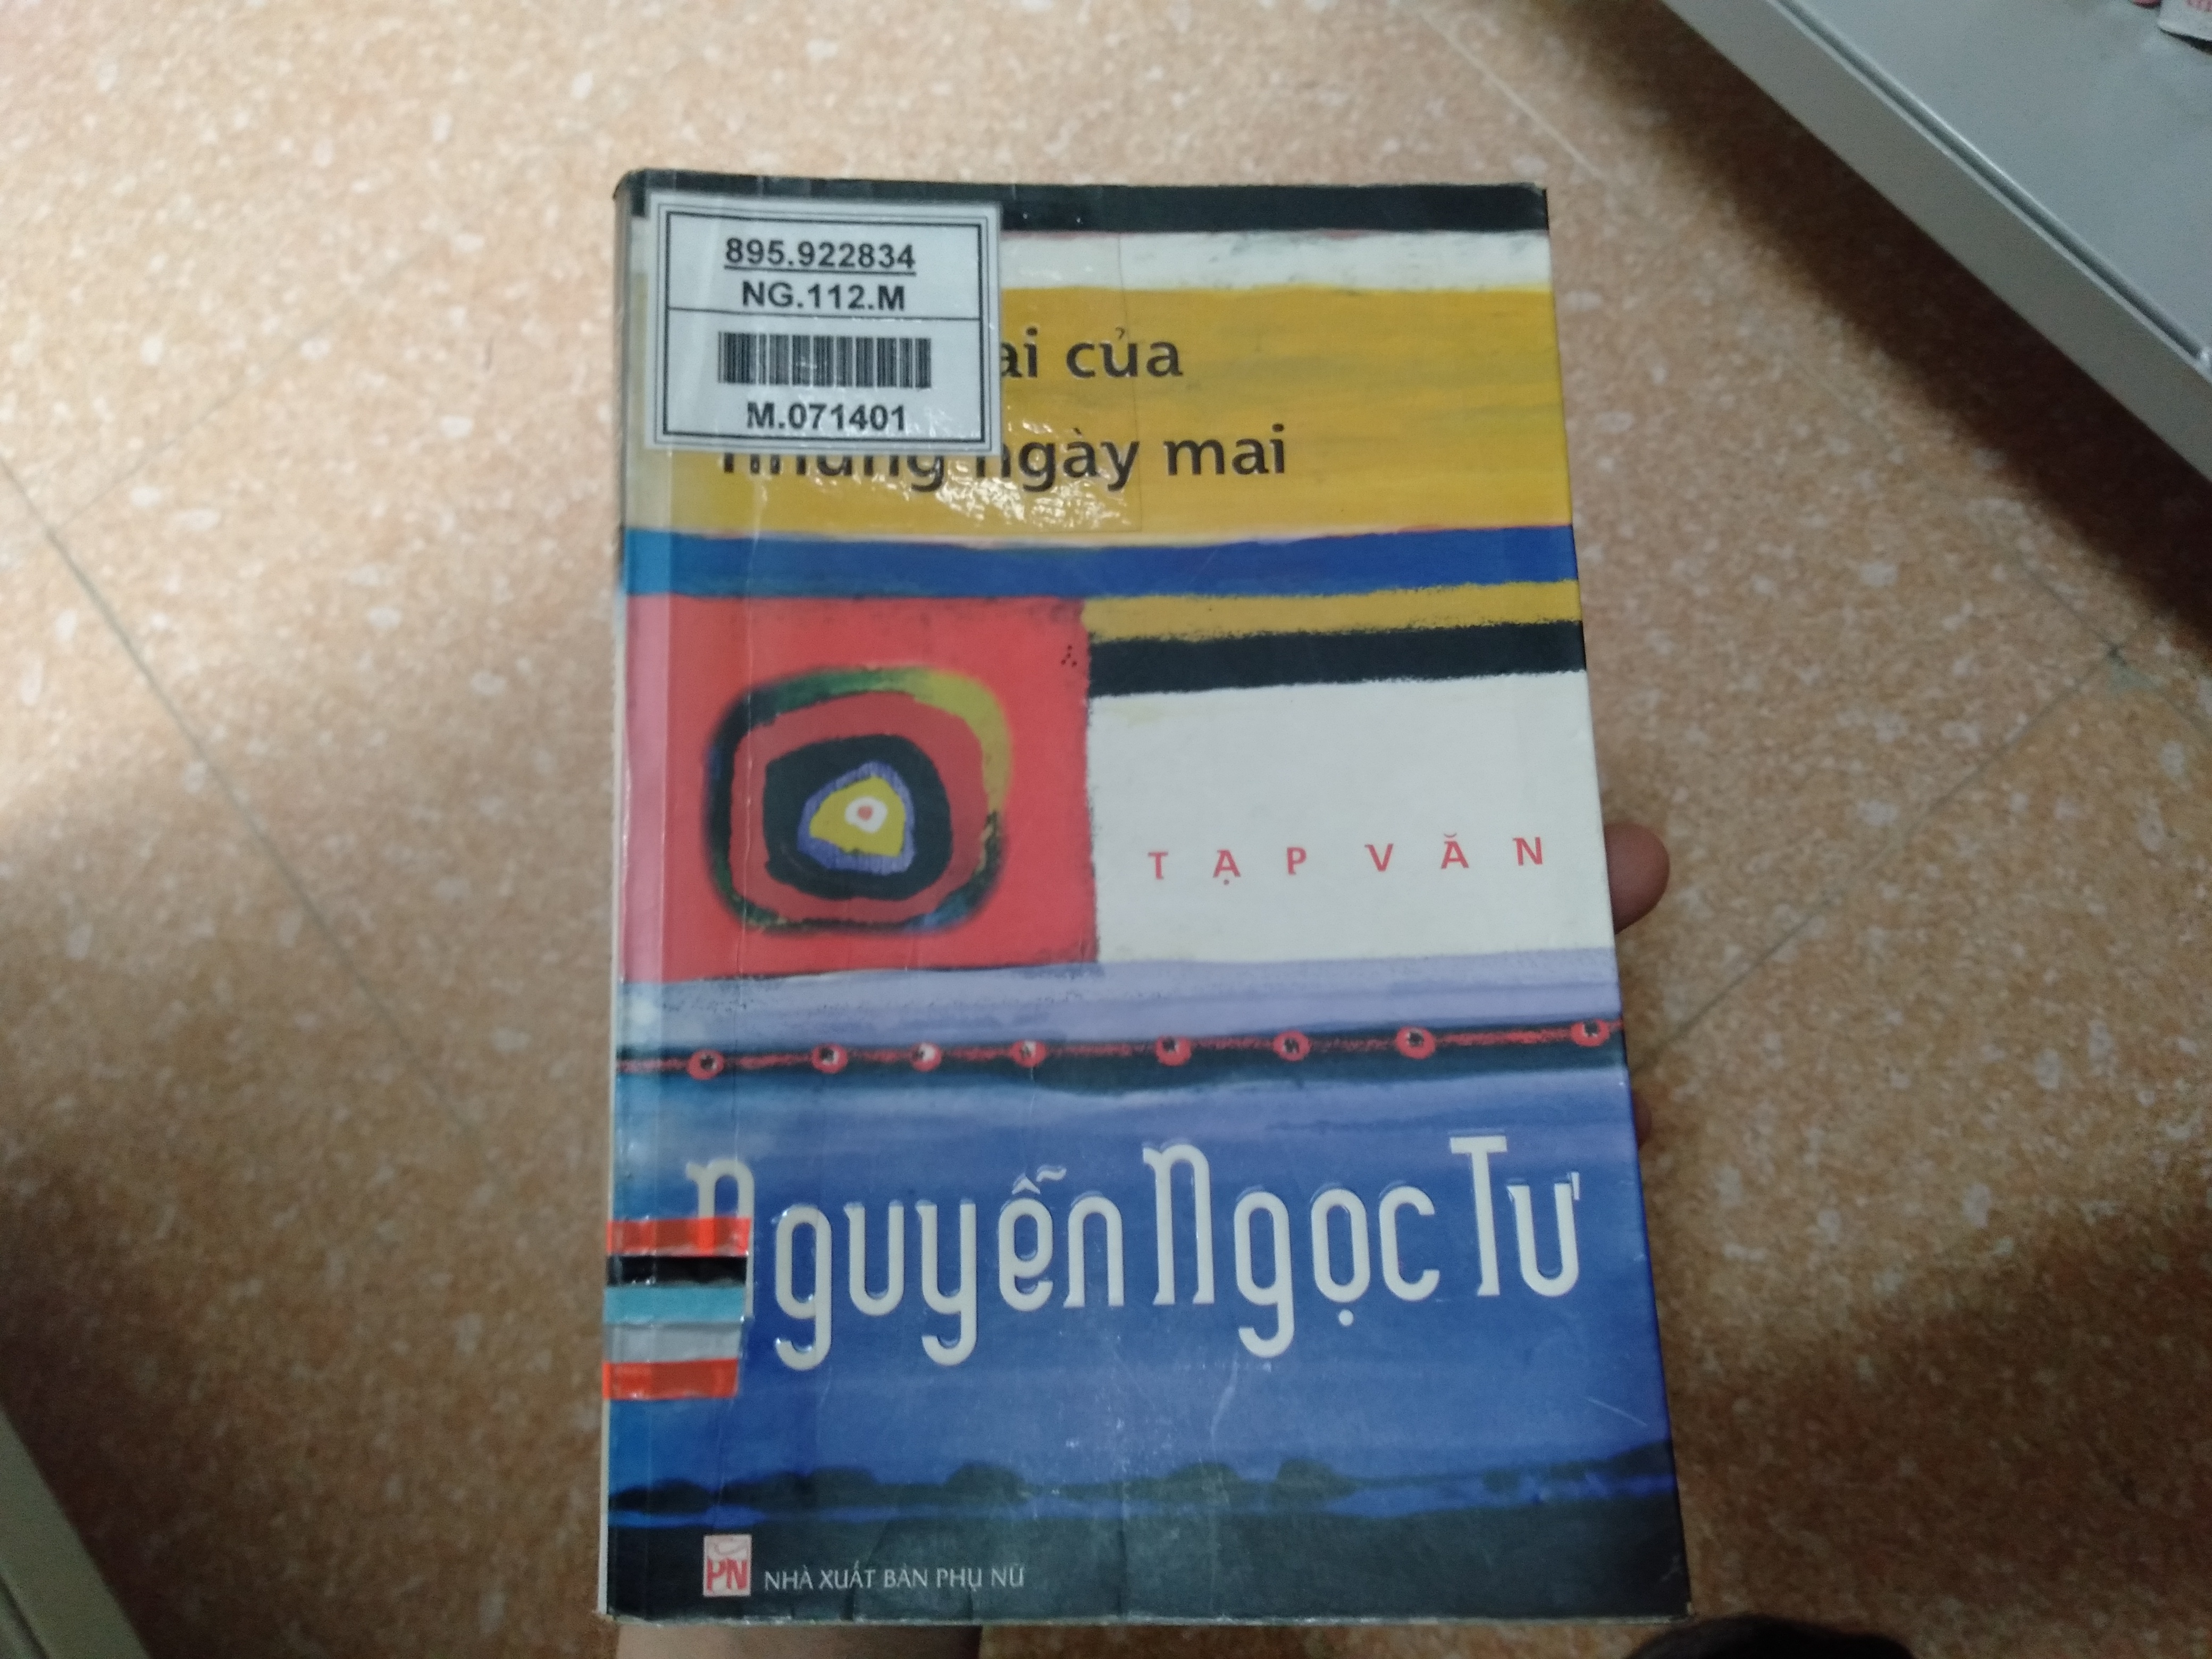 895.922834
NG.112.M
M.071401
ai của
những ngày mai
TẠP VĂN
Nguyễn Ngọc Tư
PN
NHÀ XUẤT BẢN PHỤ NỮ